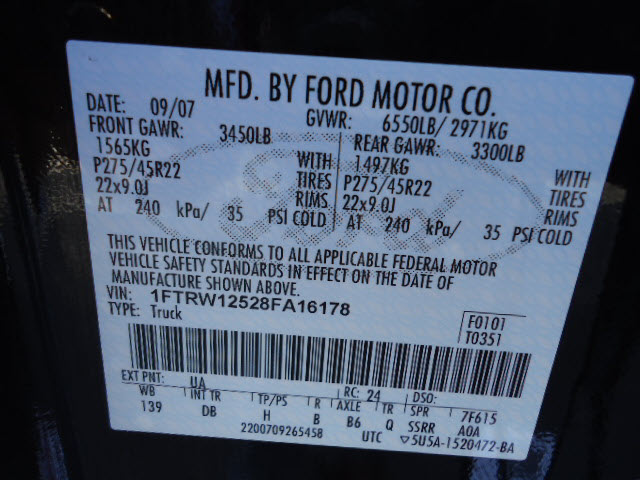 MFD. BY FORD MOTOR CO.
DATE: 09/07 GVWR: 6550LB/ 2971KG
FRONT GAWR: 3450LB REAR GAWR: 3300LB
1565KG WITH 1497KG WITH
P275/45R22 TIRES P275/45R22 TIRES
22x9.0J RIMS 22x9.0J RIMS
AT 240 kPa/ 35 PSI COLD AT 240 kPa/ 35 PSI COLD
Ford
THIS VEHICLE CONFORMS TO ALL APPLICABLE FEDERAL MOTOR
VEHICLE SAFETY STANDARDS IN EFFECT ON THE DATE OF
MANUFACTURE SHOWN ABOVE.
VIN: 1FTRW12528FA16178
TYPE: Truck
F0101
T0351
EXT PNT: UA RC: 24 DSO:
WB INT TR TP/PS R AXLE TR SPR 7F615
139 DB H B B6 Q SSRR A0A
2200709265458 UTC ▽5U5A-1520472-BA